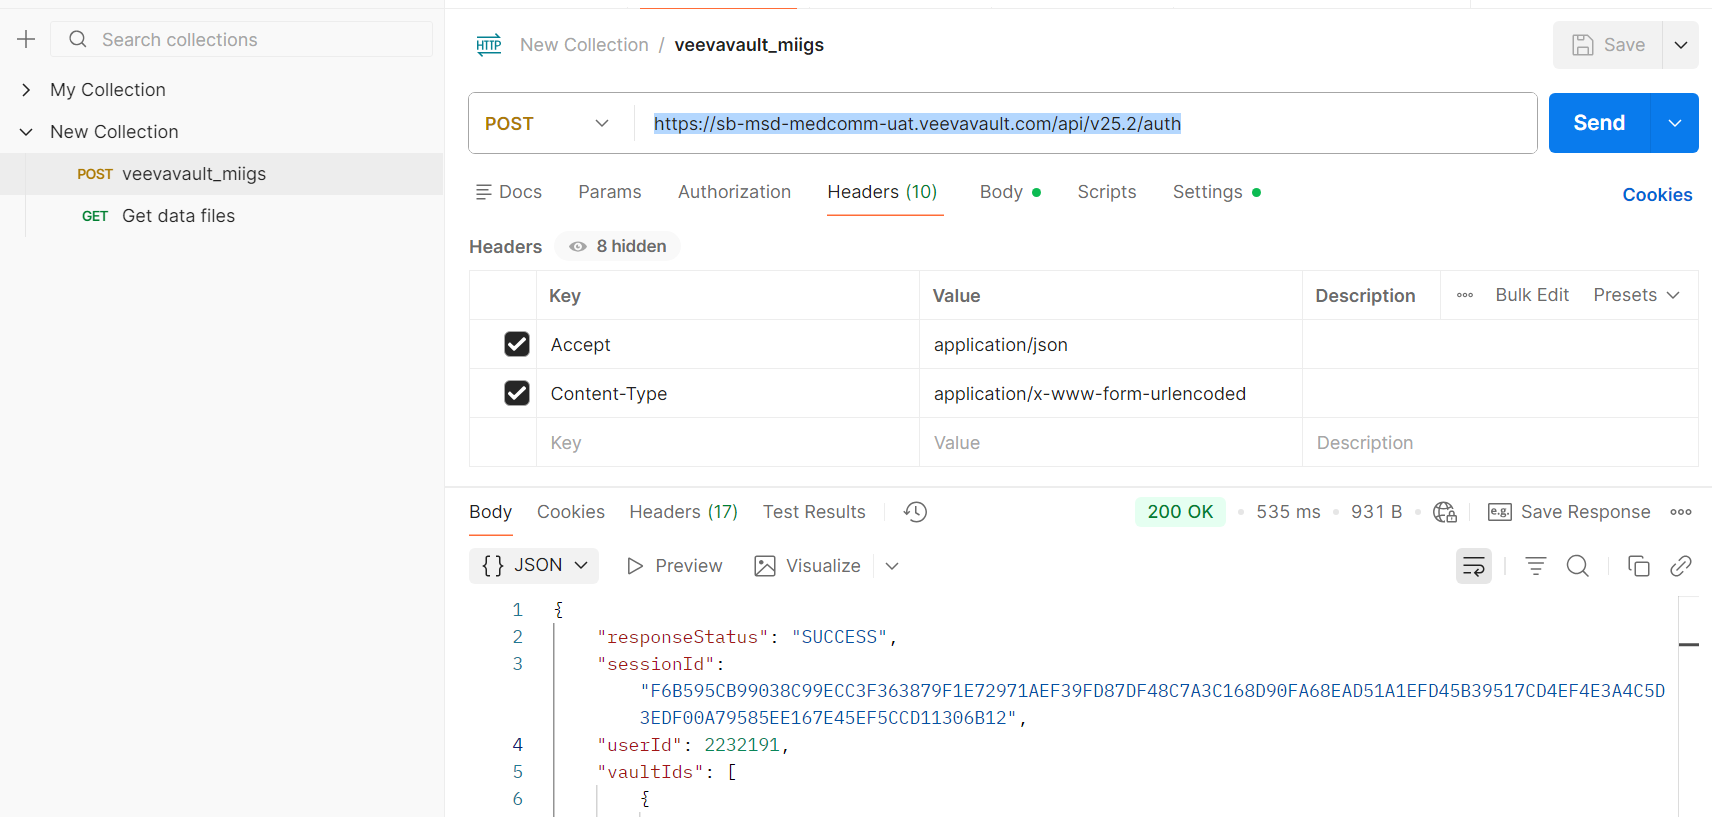 Search collections
My Collection
New Collection
POST veevavault_miigs
GET Get data files
HTTP New Collection / veevavault_miigs
Save
POST https://sb-msd-medcomm-uat.veevavault.com/api/v25.2/auth Send
Docs Params Authorization Headers (10) Body Scripts Settings Cookies
Headers 8 hidden
Key Value Description Bulk Edit Presets
Accept application/json
Content-Type application/x-www-form-urlencoded
Key Value Description
Body Cookies Headers (17) Test Results 200 OK 535 ms 931 B e.g. Save Response
{} JSON Preview Visualize
1 {
2 "responseStatus": "SUCCESS",
3 "sessionId":
"F6B595CB99038C99ECC3F363879F1E72971AEF39FD87DF48C7A3C168D90FA68EAD51A1EFD45B39517CD4EF4E3A4C5D
3EDF00A79585EE167E45EF5CCD11306B12",
4 "userId": 2232191,
5 "vaultIds": [
6 {